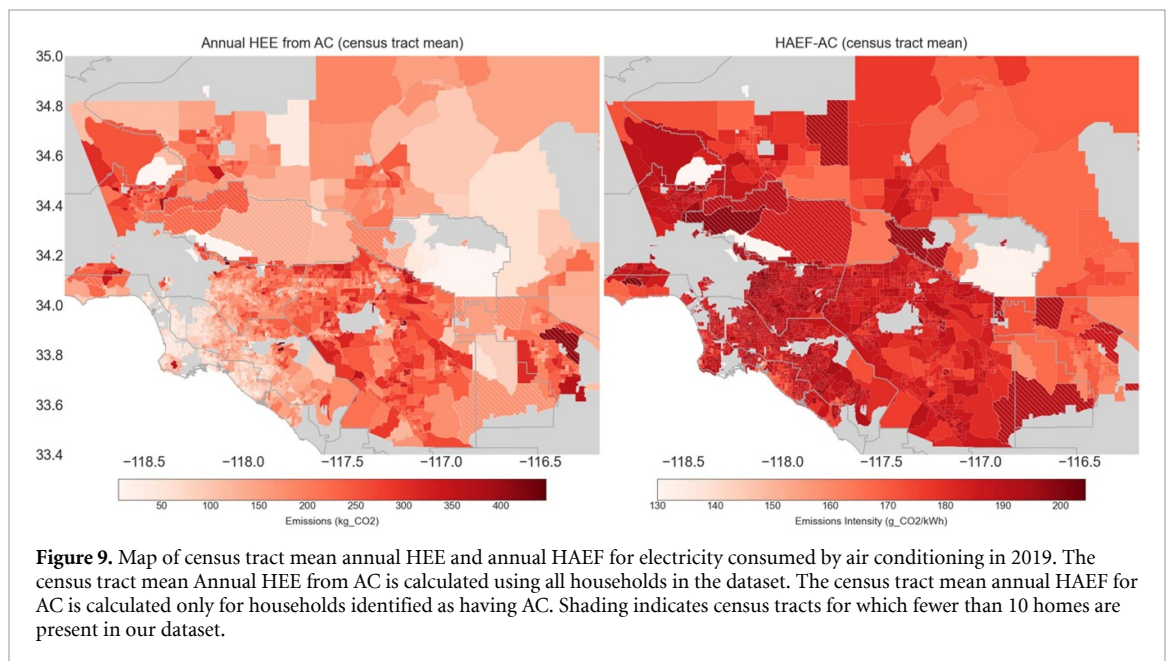 Annual HEE from AC (census tract mean)
HAEF-AC (census tract mean)
35.0
34.8
34.6
34.4
34.2
34.0
33.8
33.6
33.4
−118.5 −118.0 −117.5 −117.0 −116.5
−118.5 −118.0 −117.5 −117.0 −116.5
50 100 150 200 250 300 350 400
Emissions (kg_CO2)
130 140 150 160 170 180 190 200
Emissions Intensity (g_CO2/kWh)
Figure 9. Map of census tract mean annual HEE and annual HAEF for electricity consumed by air conditioning in 2019. The
census tract mean Annual HEE from AC is calculated using all households in the dataset. The census tract mean annual HAEF for
AC is calculated only for households identified as having AC. Shading indicates census tracts for which fewer than 10 homes are
present in our dataset.